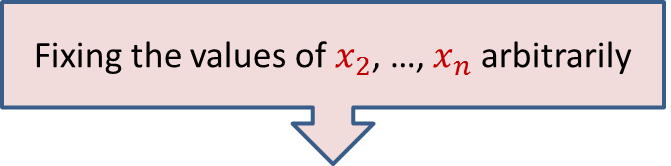 Fixing the values of x₂, ..., xₙ arbitrarily